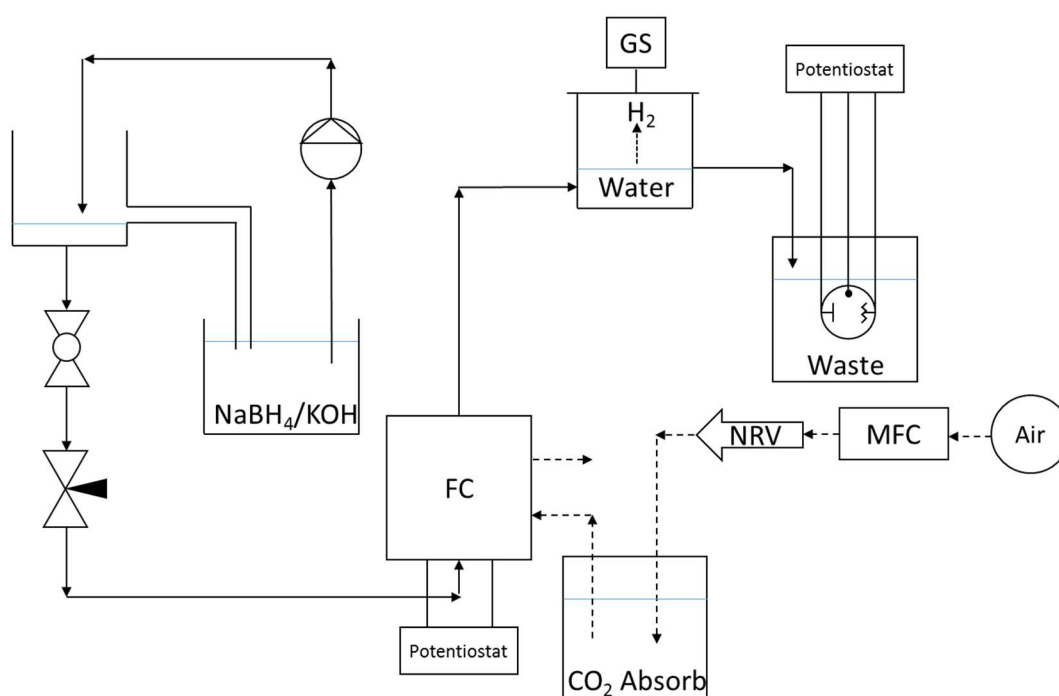 GS
Potentiostat
H₂
Water
Waste
NaBH₄/KOH
NRV
MFC
Air
FC
Potentiostat
CO₂ Absorb